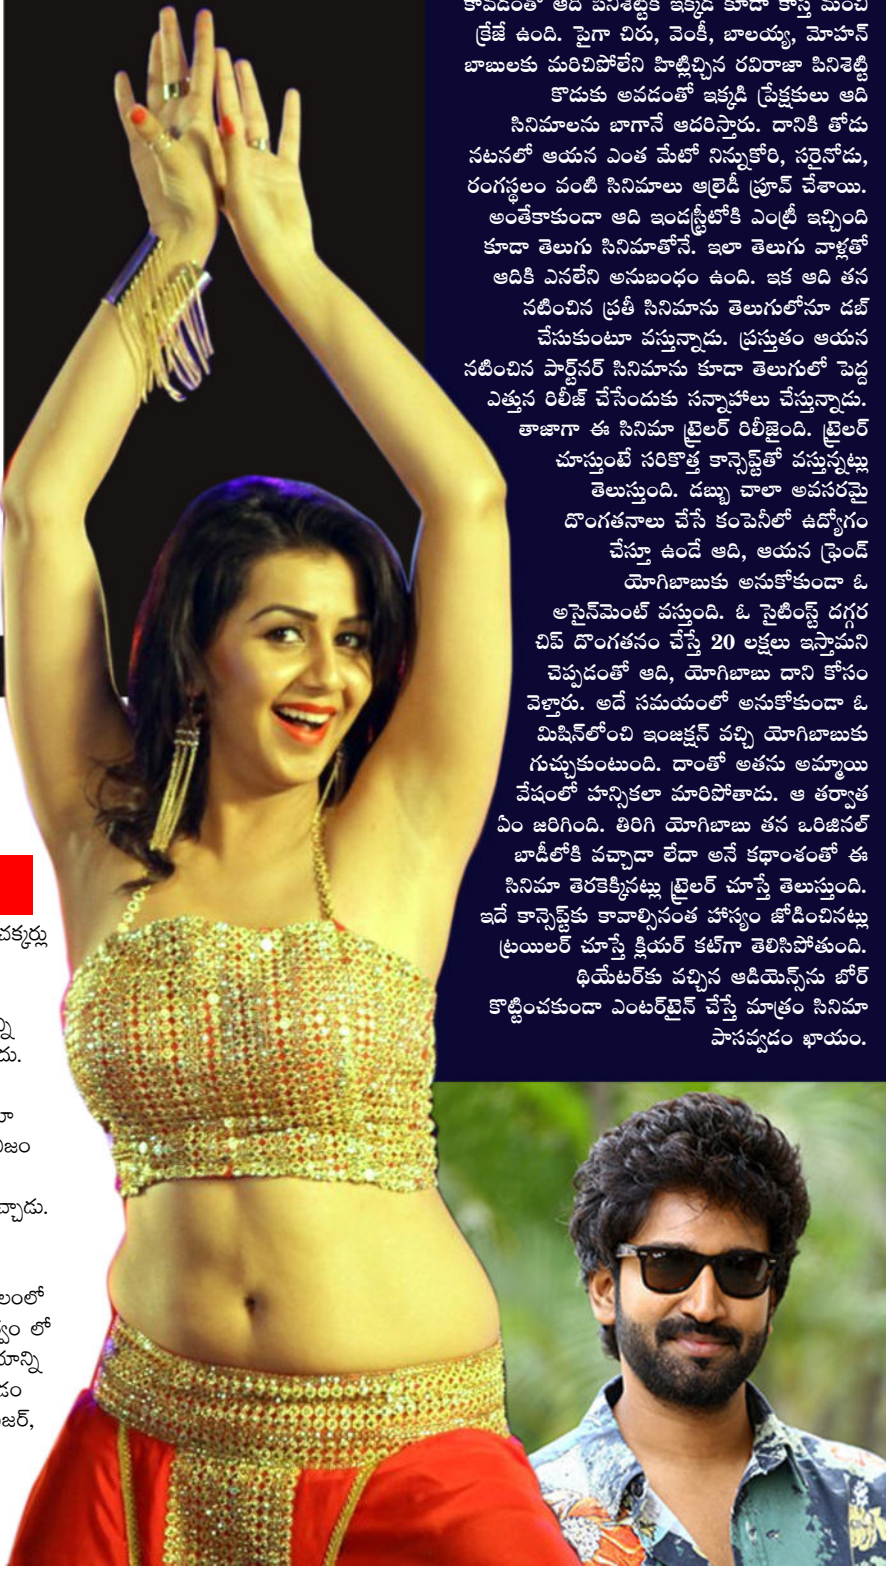 కావడంతో ఆది పినిశెట్టికి ఇక్కడ కూడా కాస్త మంచి
క్రేజే ఉంది. పైగా చిరు, వెంకీ, బాలయ్య, మోహన్
బాబులకు మరిచిపోలేని హిట్లిచ్చిన రవిరాజా పినిశెట్టి
కొడుకు అవడంతో ఇక్కడి ప్రేక్షకులు ఆది
సినిమాలను బాగానే ఆదరిస్తారు. దానికి తోడు
నటనలో ఆయన ఎంత మేటో నిన్నుకోరి, సరైనోడు,
రంగస్థలం వంటి సినిమాలు ఆల్రెడీ ప్రూవ్ చేశాయి.
అంతేకాకుండా ఆది ఇండస్ట్రీటోకి ఎంట్రీ ఇచ్చింది
కూడా తెలుగు సినిమాతోనే. ఇలా తెలుగు వాళ్లతో
ఆదికి ఎనలేని అనుబంధం ఉంది. ఇక ఆది తన
నటించిన ప్రతీ సినిమాను తెలుగులోనూ డబ్
చేసుకుంటూ వస్తున్నాడు. ప్రస్తుతం ఆయన
నటించిన పార్ట్‌నర్ సినిమాను కూడా తెలుగులో పెద్ద
ఎత్తున రిలీజ్ చేసేందుకు సన్నాహాలు చేస్తున్నాడు.
తాజాగా ఈ సినిమా ట్రైలర్ రిలీజైంది. ట్రైలర్
చూస్తుంటే సరికొత్త కాన్సెప్ట్‌తో వస్తున్నట్లు
తెలుస్తుంది. డబ్బు చాలా అవసరమై
దొంగతనాలు చేసే కంపెనీలో ఉద్యోగం
చేస్తూ ఉండే ఆది, ఆయన ఫ్రెండ్
యోగిబాబుకు అనుకోకుండా ఓ
అసైన్‌మెంట్ వస్తుంది. ఓ సైటింస్ట్ దగ్గర
చిప్ దొంగతనం చేస్తే 20 లక్షలు ఇస్తామని
చెప్పడంతో ఆది, యోగిబాబు దాని కోసం
వెళ్తారు. అదే సమయంలో అనుకోకుండా ఓ
మిషిన్‌లోంచి ఇంజక్షన్ వచ్చి యోగిబాబుకు
గుచ్చుకుంటుంది. దాంతో అతను అమ్మాయి
వేషంలో హన్సికలా మారిపోతాడు. ఆ తర్వాత
ఏం జరిగింది. తిరిగి యోగిబాబు తన ఒరిజినల్
బాడీలోకి వచ్చాడా లేదా అనే కథాంశంతో ఈ
సినిమా తెరకెక్కినట్లు ట్రైలర్ చూస్తే తెలుస్తుంది.
ఇదే కాన్సెప్ట్‌కు కావాల్సినంత హాస్యం జోడించినట్లు
ట్రయిలర్ చూస్తే క్లియర్ కట్‌గా తెలిసిపోతుంది.
థియేటర్‌కు వచ్చిన ఆడియెన్స్‌ను బోర్
కొట్టించకుండా ఎంటర్‌టైన్ చేస్తే మాత్రం సినిమా
పాసవ్వడం ఖాయం.
చక్కర్లు
లో